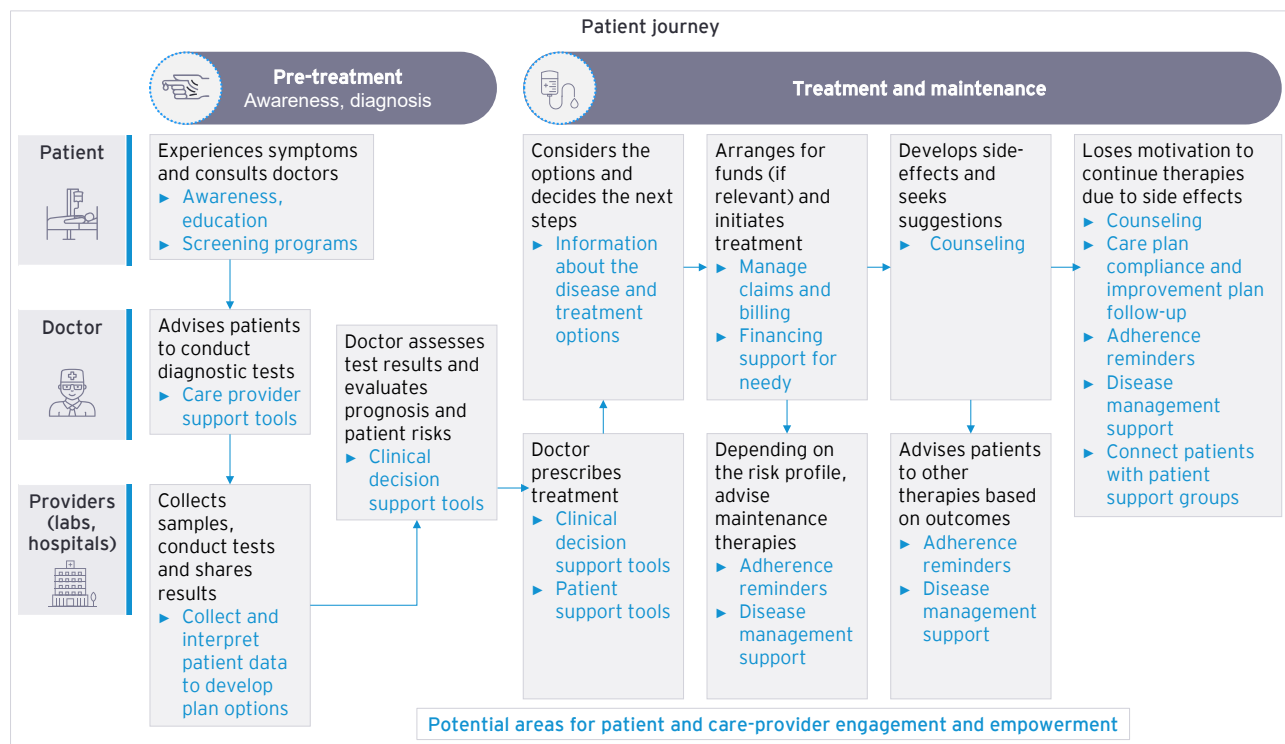 Patient journey
Pre-treatment
Awareness, diagnosis
Treatment and maintenance
Patient
Experiences symptoms
and consults doctors
► Awareness,
education
► Screening programs
Considers the
options and
decides the next
steps
► Information
about the
disease and
treatment
options
Arranges for
funds (if
relevant) and
initiates
treatment
► Manage
claims and
billing
► Financing
support for
needy
Develops side-
effects and
seeks
suggestions
► Counseling
Loses motivation to
continue therapies
due to side effects
► Counseling
► Care plan
compliance and
improvement plan
follow-up
► Adherence
reminders
► Disease
management
support
► Connect patients
with patient
support groups
Doctor
Advises patients
to conduct
diagnostic tests
► Care provider
support tools
Doctor assesses
test results and
evaluates
prognosis and
patient risks
► Clinical
decision
support tools
Doctor
prescribes
treatment
► Clinical
decision
support tools
► Patient
support tools
Depending on
the risk profile,
advise
maintenance
therapies
► Adherence
reminders
► Disease
management
support
Advises patients
to other
therapies based
on outcomes
► Adherence
reminders
► Disease
management
support
Providers
(labs,
hospitals)
Collects
samples,
conduct tests
and shares
results
► Collect and
interpret
patient data
to develop
plan options
Potential areas for patient and care-provider engagement and empowerment